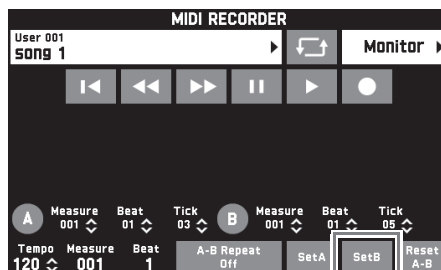 MIDI RECORDER
User 001
song 1
Monitor
A
Measure
001
Beat
01
Tick
03
B
Measure
001
Beat
01
Tick
05
Tempo
120
Measure
001
Beat
1
A-B Repeat
Off
SetA
SetB
Reset
A-B